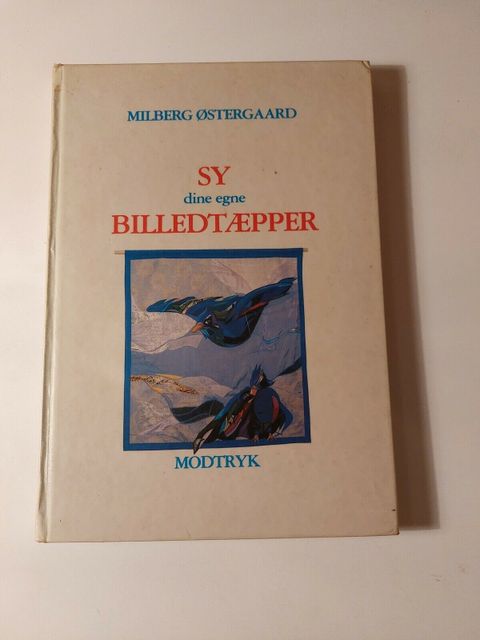 MILBERG ØSTERGAARD
SY
dine egne
BILLEDTÆPPER
MODTRYK